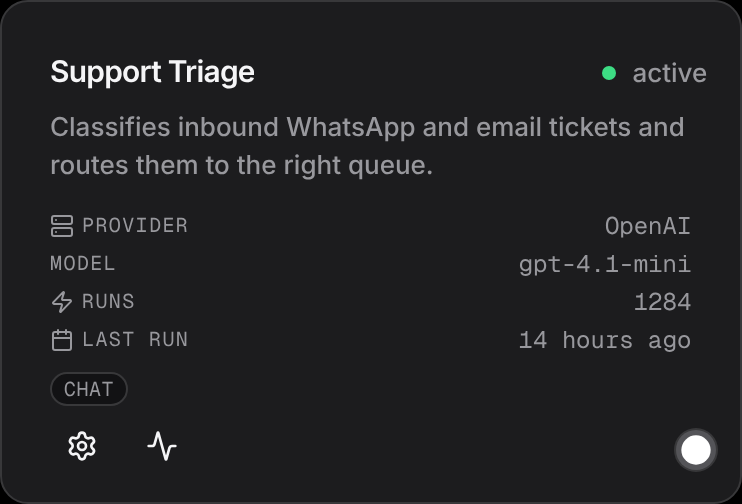 Support Triage
active
Classifies inbound WhatsApp and email tickets and
routes them to the right queue.
PROVIDER OpenAI
MODEL gpt-4.1-mini
RUNS 1284
LAST RUN 14 hours ago
CHAT